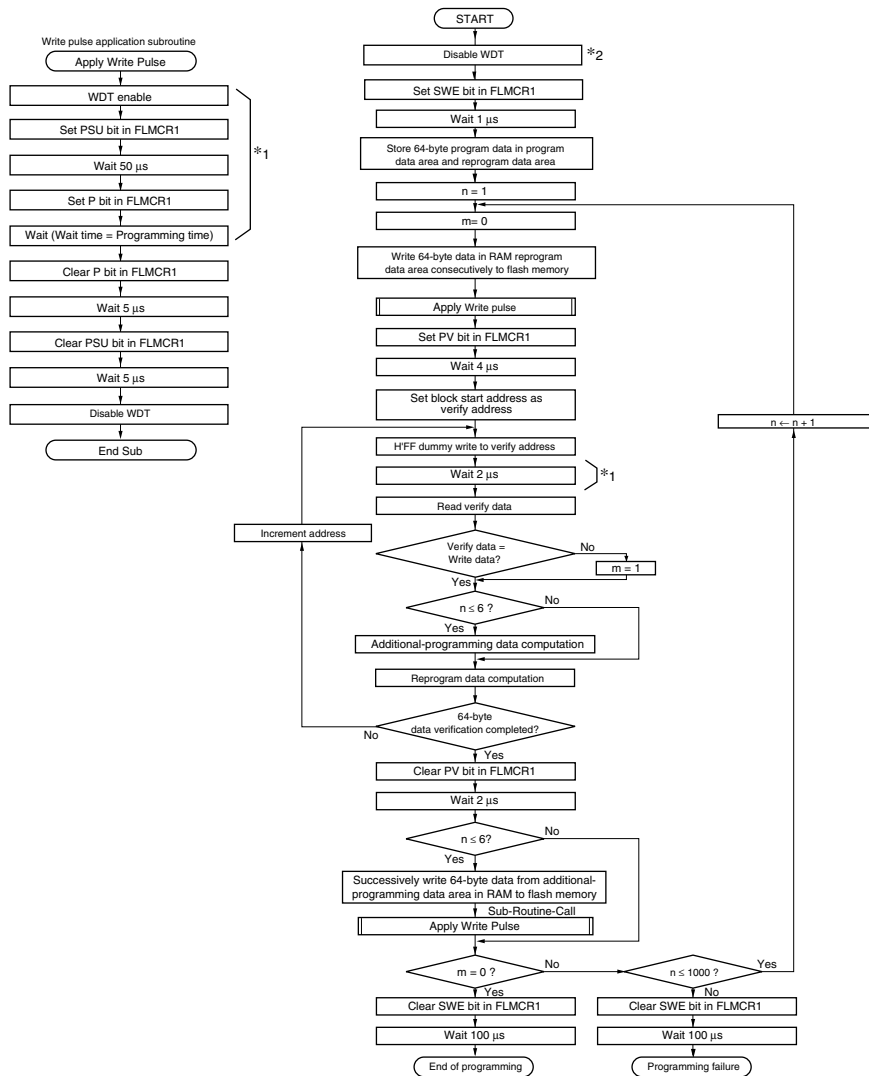 Write pulse application subroutine
Apply Write Pulse
WDT enable
Set PSU bit in FLMCR1
Wait 50 μs
Set P bit in FLMCR1
Wait (Wait time = Programming time)
Clear P bit in FLMCR1
Wait 5 μs
Clear PSU bit in FLMCR1
Wait 5 μs
Disable WDT
End Sub
*1
START
Disable WDT
*2
Set SWE bit in FLMCR1
Wait 1 μs
Store 64-byte program data in program
data area and reprogram data area
n = 1
m= 0
Write 64-byte data in RAM reprogram
data area consecutively to flash memory
Apply Write pulse
Set PV bit in FLMCR1
Wait 4 μs
Set block start address as
verify address
n ← n + 1
H'FF dummy write to verify address
Wait 2 μs
*1
Read verify data
Increment address
Verify data =
Write data?
No
m = 1
Yes
n ≤ 6 ?
No
Yes
Additional-programming data computation
Reprogram data computation
64-byte
data verification completed?
No
Yes
Clear PV bit in FLMCR1
Wait 2 μs
n ≤ 6?
No
Yes
Successively write 64-byte data from additional-
programming data area in RAM to flash memory
Sub-Routine-Call
Apply Write Pulse
m = 0 ?
No
n ≤ 1000 ?
Yes
Yes
No
Clear SWE bit in FLMCR1
Clear SWE bit in FLMCR1
Wait 100 μs
Wait 100 μs
End of programming
Programming failure